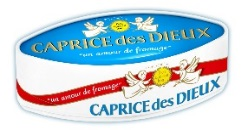 CAPRICE des DIEUX
"un amour de fromage"
"un amour de fromage"
CAPRICE des DIEUX